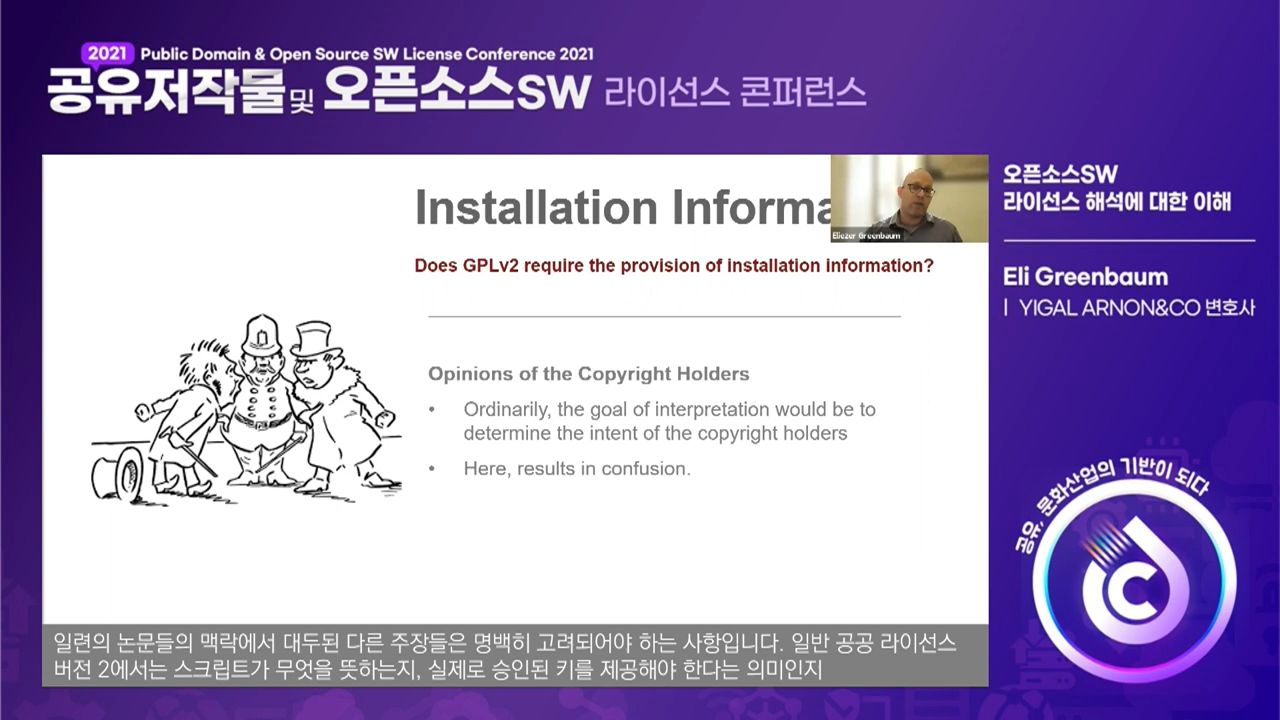 2021 Public Domain & Open Source SW License Conference 2021
공유저작물 및 오픈소스SW 라이선스 콘퍼런스
Installation Informa
Eliezer Greenbaum
Does GPLv2 require the provision of installation information?
Opinions of the Copyright Holders
• Ordinarily, the goal of interpretation would be to
determine the intent of the copyright holders
• Here, results in confusion.
일련의 논문들의 맥락에서 대두된 다른 주장들은 명백히 고려되어야 하는 사항입니다. 일반 공공 라이선스
버전 2에서는 스크립트가 무엇을 뜻하는지, 실제로 승인된 키를 제공해야 한다는 의미인지
오픈소스SW
라이선스 해석에 대한 이해
Eli Greenbaum
| YIGAL ARNON&CO 변호사
공유, 문화산업의 기반이 되다